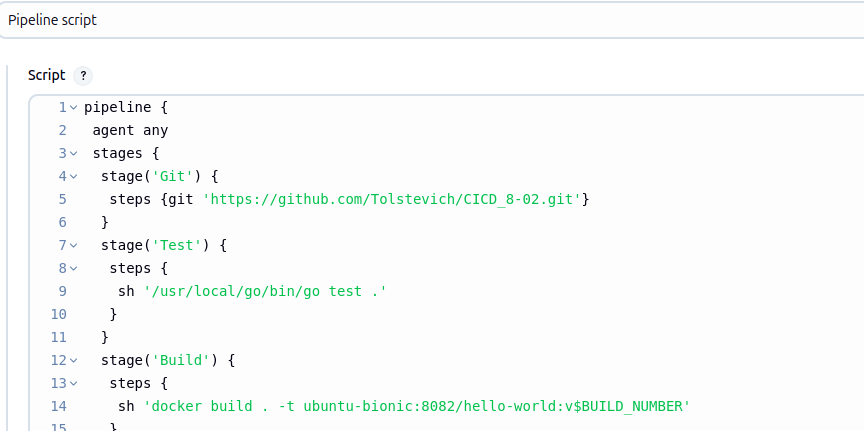 Pipeline script
Script ?
1 pipeline {
2 agent any
3 stages {
4 stage('Git') {
5 steps {git 'https://github.com/Tolstevich/CICD_8-02.git'}
6 }
7 stage('Test') {
8 steps {
9 sh '/usr/local/go/bin/go test .'
10 }
11 }
12 stage('Build') {
13 steps {
14 sh 'docker build . -t ubuntu-bionic:8082/hello-world:v$BUILD_NUMBER'
15 }